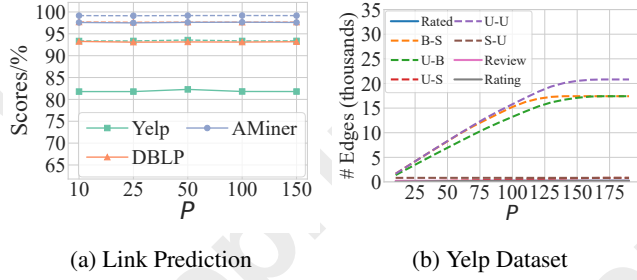 Scores/%
100
95
90
85
80
75
70
65
Yelp
AMiner
DBLP
10 25 50 100 150
P
(a) Link Prediction
# Edges (thousands)
35
30
25
20
15
10
5
0
Rated
U-U
B-S
S-U
U-B
Review
U-S
Rating
25 50 75 100 125 150 175
P
(b) Yelp Dataset